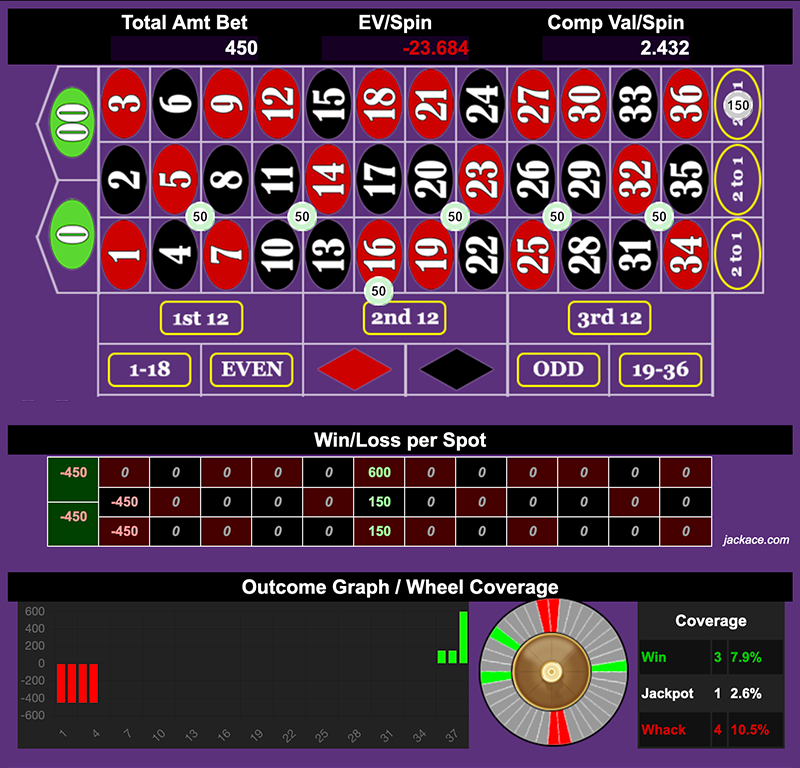 Total Amt Bet EV/Spin Comp Val/Spin
450 -23.684 2.432
00 3 6 9 12 15 18 21 24 27 30 33 36 150
2 5 8 11 14 17 20 23 26 29 32 35 2 to 1
50 50 50 50 50
0 1 4 7 10 13 16 19 22 25 28 31 34 2 to 1
50
1st 12 2nd 12 3rd 12
1-18 EVEN ODD 19-36
Win/Loss per Spot
-450 0 0 0 0 0 600 0 0 0 0 0 0
-450 0 0 0 0 150 0 0 0 0 0 0
-450 -450 0 0 0 0 150 0 0 0 0 0 0
jackace.com
Outcome Graph / Wheel Coverage
600
400
200
0
-200
-400
-600
1 4 7 10 13 16 19 22 25 28 31 34 37
Coverage
Win 3 7.9%
Jackpot 1 2.6%
Whack 4 10.5%